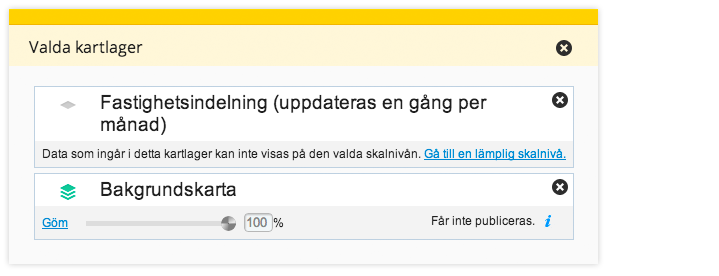 Valda kartlager
Fastighetsindelning (uppdateras en gång per
månad)
Data som ingår i detta kartlager kan inte visas på den valda skalnivån. Gå till en lämplig skalnivå.
Bakgrundskarta
Göm 100 % Får inte publiceras. i